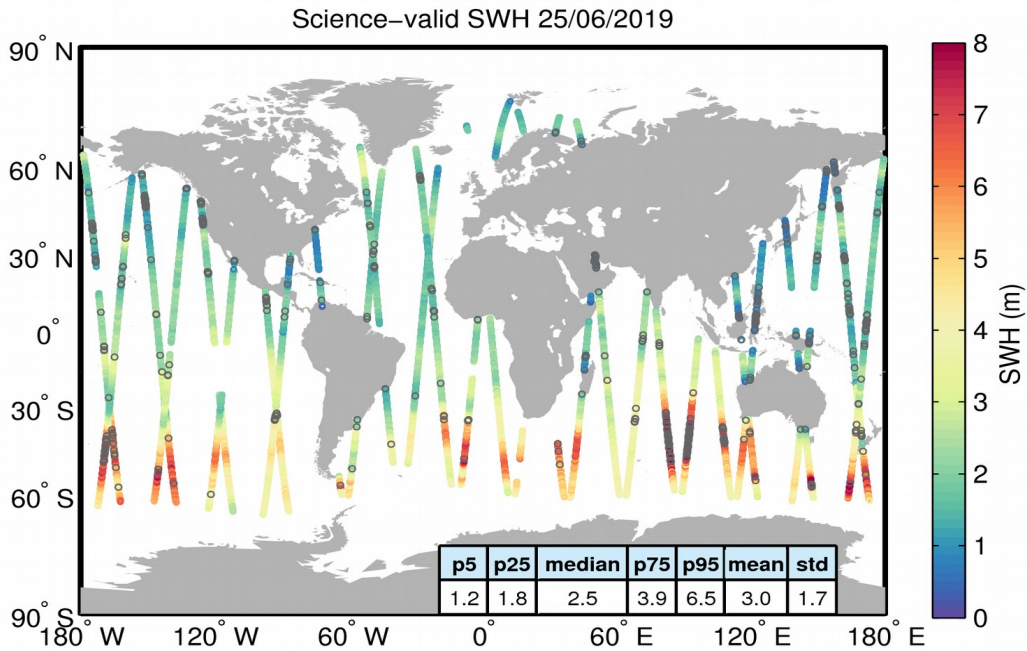 Science−valid SWH 25/06/2019
90° N
60° N
30° N
0°
30° S
60° S
90° S
180° W
120° W
60° W
0°
60° E
120° E
180° E
p5 p25 median p75 p95 mean std
1.2 1.8 2.5 3.9 6.5 3.0 1.7
8
7
6
5
4
3
2
1
0
SWH (m)